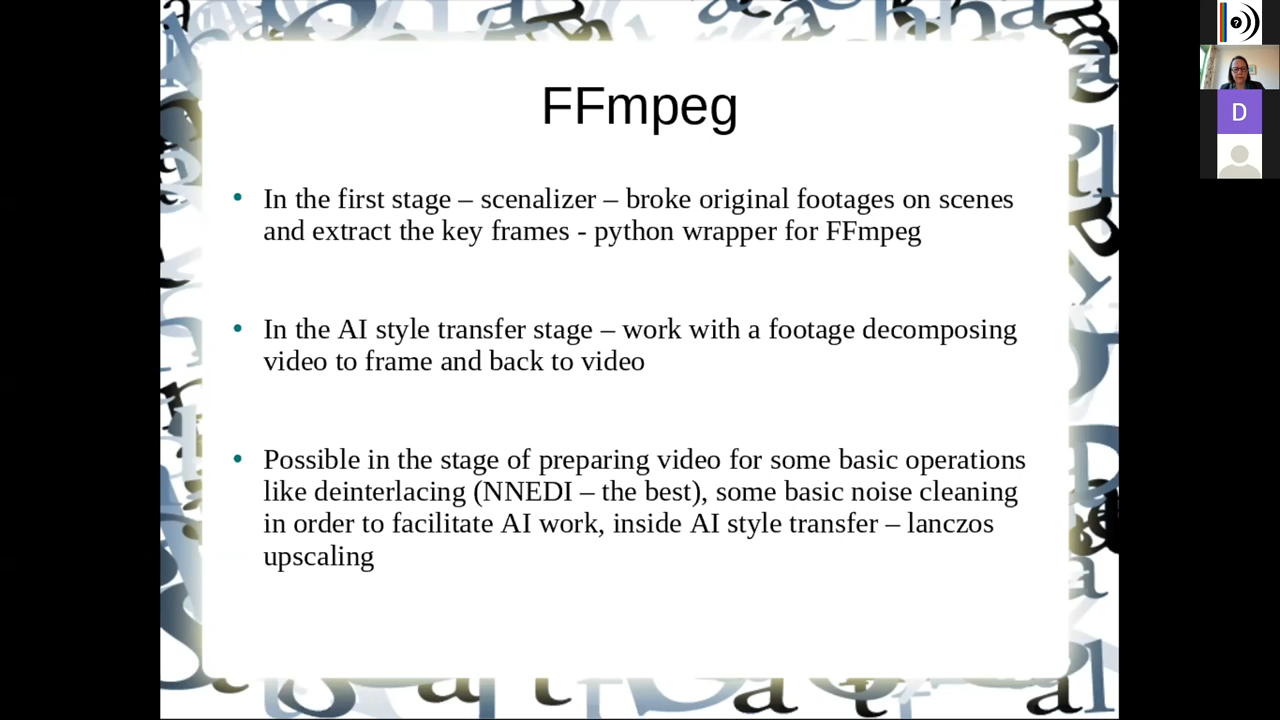 FFmpeg
• In the first stage – scenalizer – broke original footages on scenes
and extract the key frames - python wrapper for FFmpeg
• In the AI style transfer stage – work with a footage decomposing
video to frame and back to video
• Possible in the stage of preparing video for some basic operations
like deinterlacing (NNEDI – the best), some basic noise cleaning
in order to facilitate AI work, inside AI style transfer – lanczos
upscaling
D